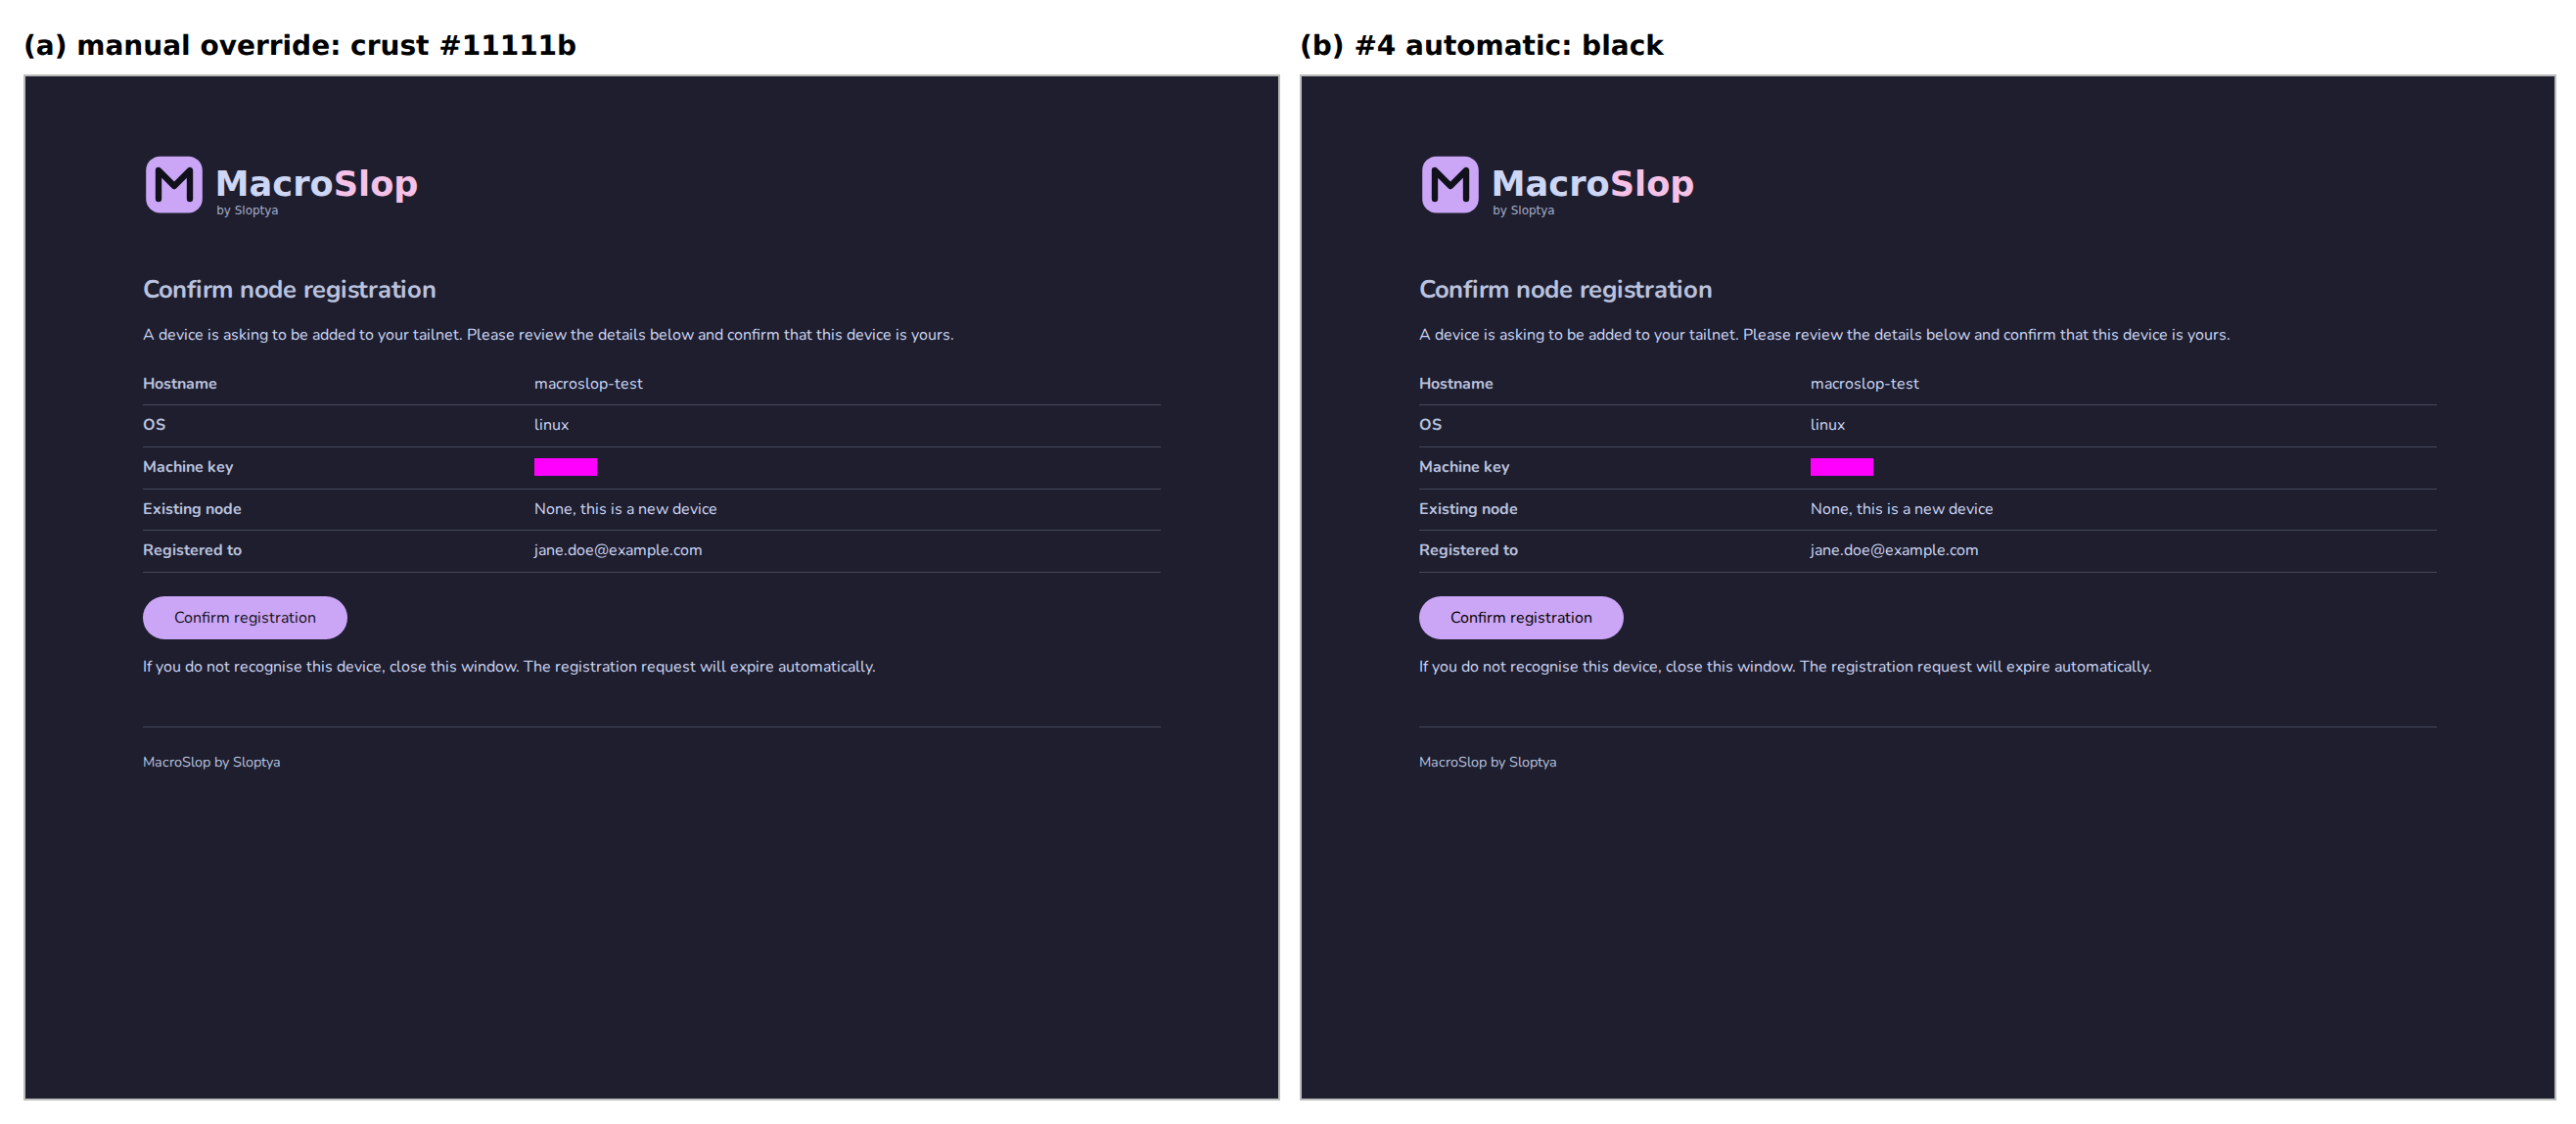 (a) manual override: crust #11111b
MacroSlop
by Sloptya
Confirm node registration
A device is asking to be added to your tailnet. Please review the details below and confirm that this device is yours.
Hostname macroslop-test
OS linux
Machine key
Existing node None, this is a new device
Registered to jane.doe@example.com
Confirm registration
If you do not recognise this device, close this window. The registration request will expire automatically.
MacroSlop by Sloptya
(b) #4 automatic: black
MacroSlop
by Sloptya
Confirm node registration
A device is asking to be added to your tailnet. Please review the details below and confirm that this device is yours.
Hostname macroslop-test
OS linux
Machine key
Existing node None, this is a new device
Registered to jane.doe@example.com
Confirm registration
If you do not recognise this device, close this window. The registration request will expire automatically.
MacroSlop by Sloptya